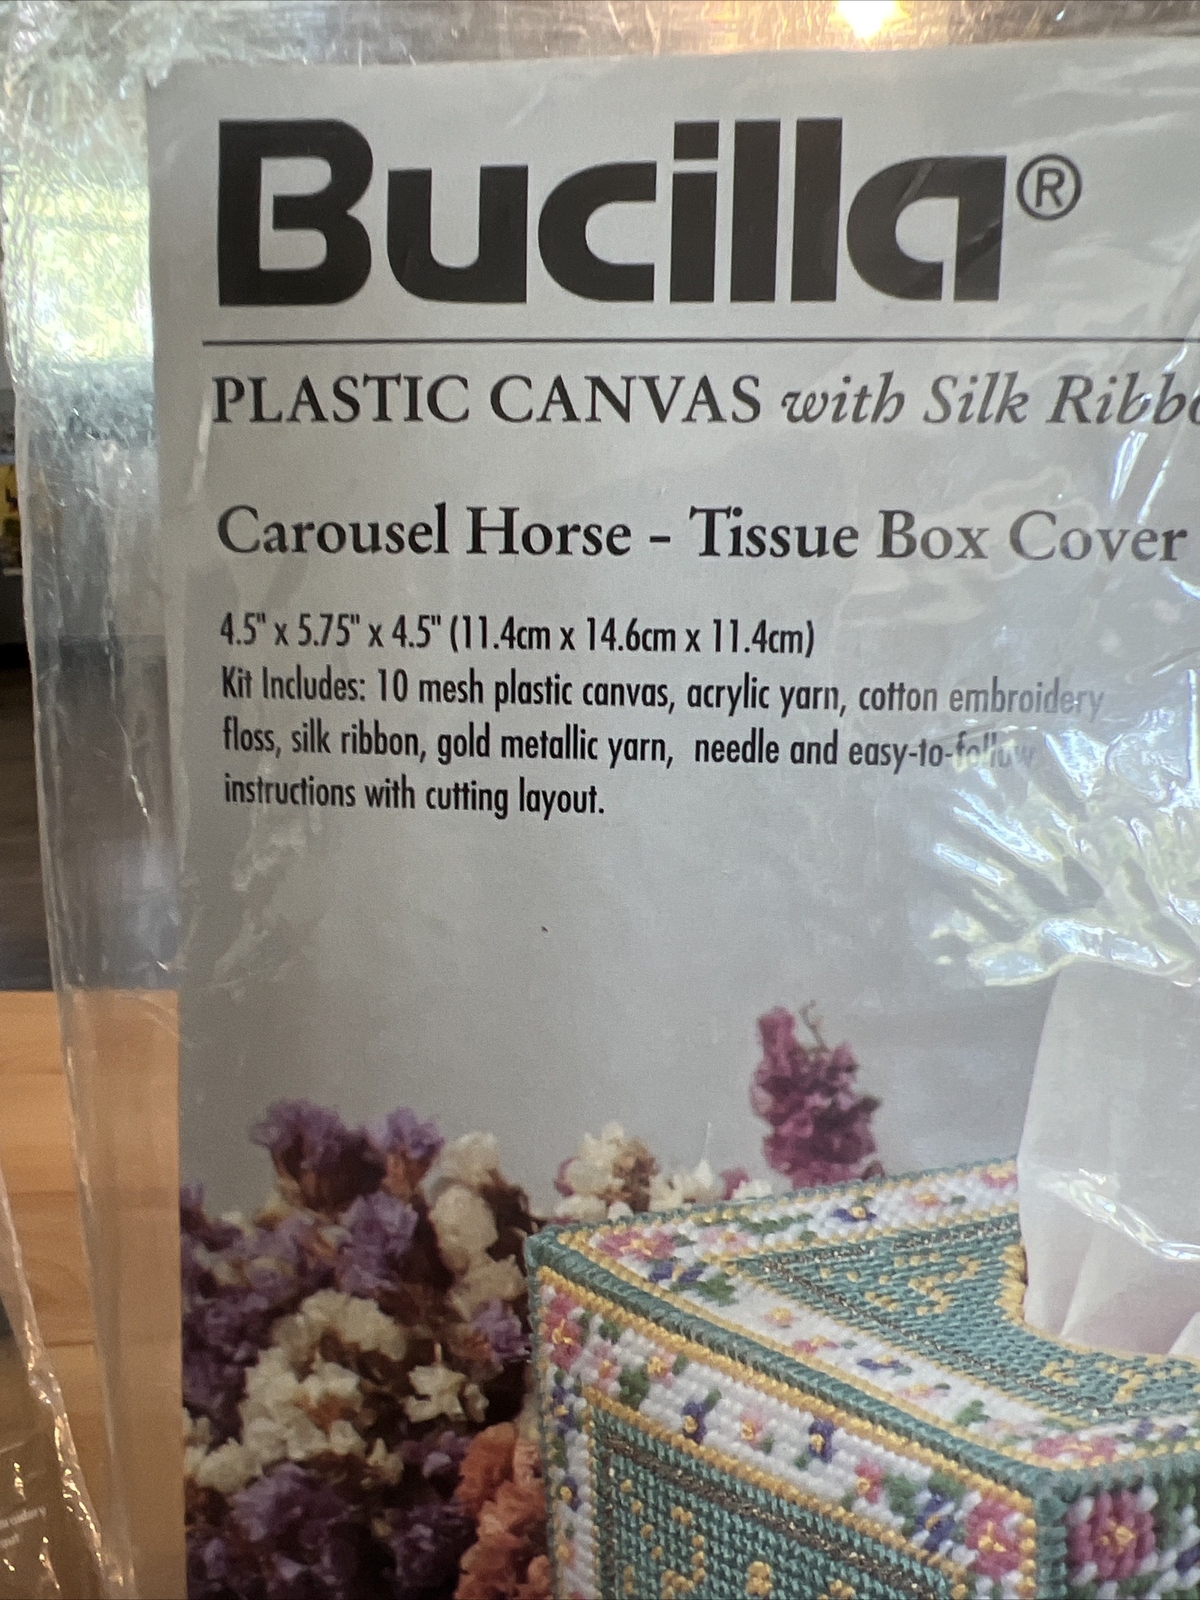 Bucilla®
PLASTIC CANVAS with Silk Ribbo
Carousel Horse - Tissue Box Cover
4.5" x 5.75" x 4.5" (11.4cm x 14.6cm x 11.4cm)
Kit Includes: 10 mesh plastic canvas, acrylic yarn, cotton embroidery
floss, silk ribbon, gold metallic yarn, needle and easy-to-follow
instructions with cutting layout.